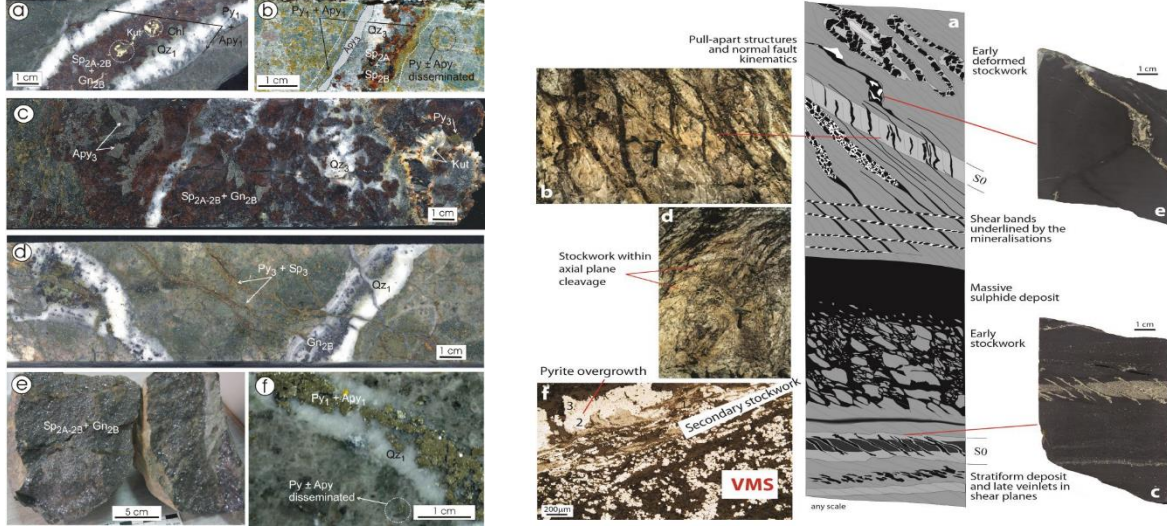 a
Py1
Kut
Chl
Qz1
Apy1
Sp2A-2B
+
Gn2B
1 cm
b
Py1 + Apy1
Qz3
Apy3
Sp2A
Sp2B
Py ± Apy
disseminated
1 cm
c
Apy3
Py3
Qz3
Kut
Sp2A-2B + Gn2B
1 cm
d
Py3 + Sp3
Qz1
Gn2B
1 cm
e
Sp2A-2B + Gn2B
5 cm
f
Py1 + Apy1
Qz1
Py ± Apy
disseminated
1 cm
Pull-apart structures
and normal fault
kinematics
b
Stockwork within
axial plane
cleavage
d
Pyrite overgrowth
f
3
2
Secondary stockwork
VMS
200µm
a
Early
deformed
stockwork
S0
Shear bands
underlined by the
mineralisations
Massive
sulphide deposit
Early
stockwork
S0
Stratiform deposit
and late veinlets in
shear planes
any scale
1 cm
e
1 cm
c